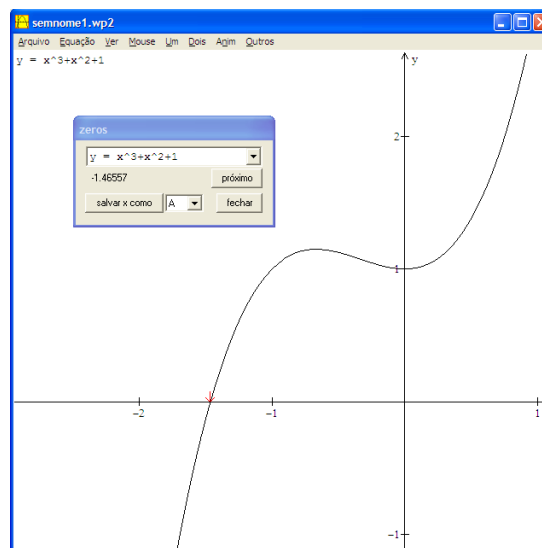 semnome1.wp2
Arquivo Equação Ver Mouse Um Dois Anim Outros
y = x^3+x^2+1
y
zeros
y = x^3+x^2+1
-1.46557
próximo
salvar x como
A
fechar
2
1
-2
-1
1
-1